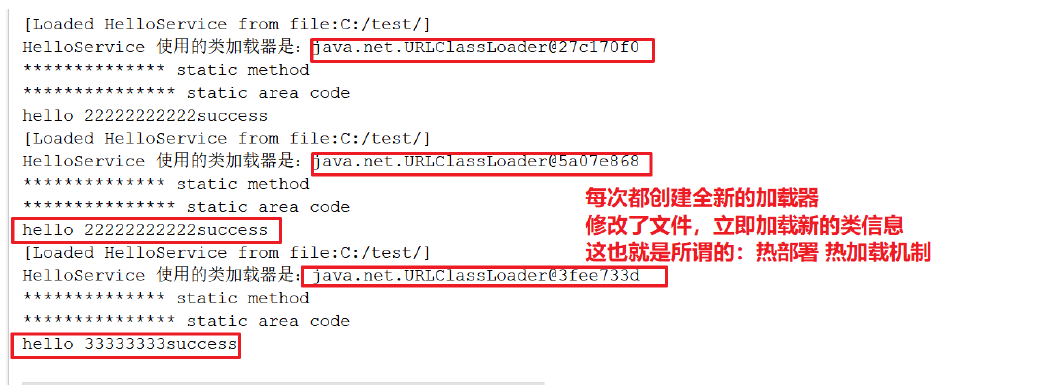 [Loaded HelloService from file:C:/test/]
HelloService 使用的类加载器是：java.net.URLClassLoader@27c170f0
************** static method
*************** static area code
hello 22222222222success
[Loaded HelloService from file:C:/test/]
HelloService 使用的类加载器是：java.net.URLClassLoader@5a07e868
************** static method
*************** static area code
hello 22222222222success
[Loaded HelloService from file:C:/test/]
HelloService 使用的类加载器是：java.net.URLClassLoader@3fee733d
************** static method
*************** static area code
hello 33333333success
每次都创建全新的加载器
修改了文件，立即加载新的类信息
这也就是所谓的：热部署 热加载机制